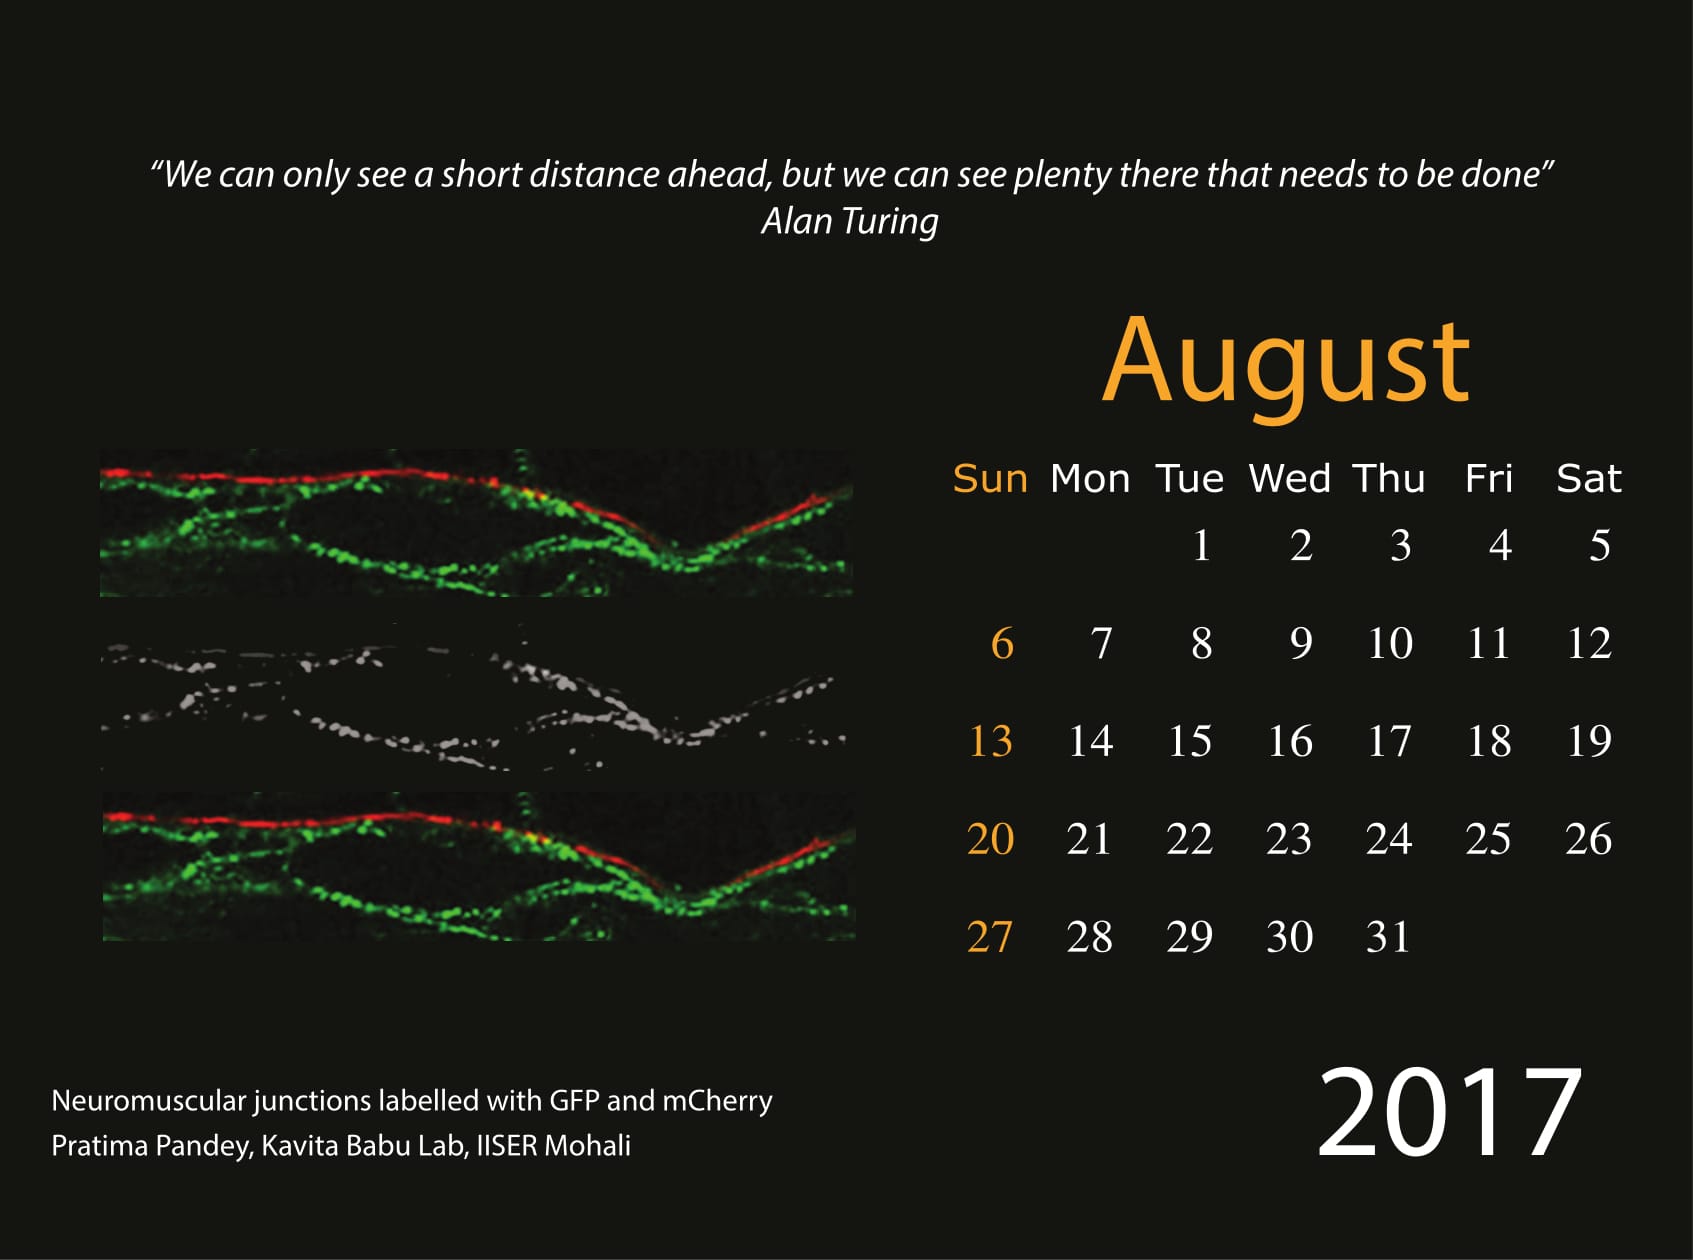 “We can only see a short distance ahead, but we can see plenty there that needs to be done”
Alan Turing
August
Sun Mon Tue Wed Thu Fri Sat
1 2 3 4 5
6 7 8 9 10 11 12
13 14 15 16 17 18 19
20 21 22 23 24 25 26
27 28 29 30 31
2017
Neuromuscular junctions labelled with GFP and mCherry
Pratima Pandey, Kavita Babu Lab, IISER Mohali